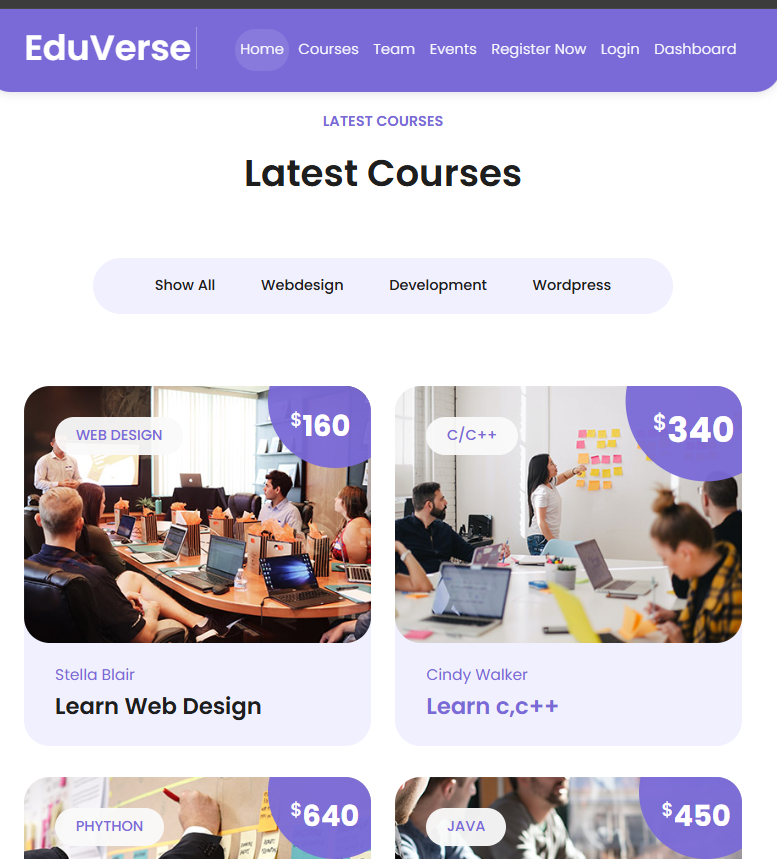 EduVerse Home Courses Team Events Register Now Login Dashboard
LATEST COURSES
Latest Courses
Show All Webdesign Development Wordpress
WEB DESIGN
$160
C/C++
$340
Stella Blair
Learn Web Design
Cindy Walker
Learn c,c++
PHYTHON
$640
JAVA
$450